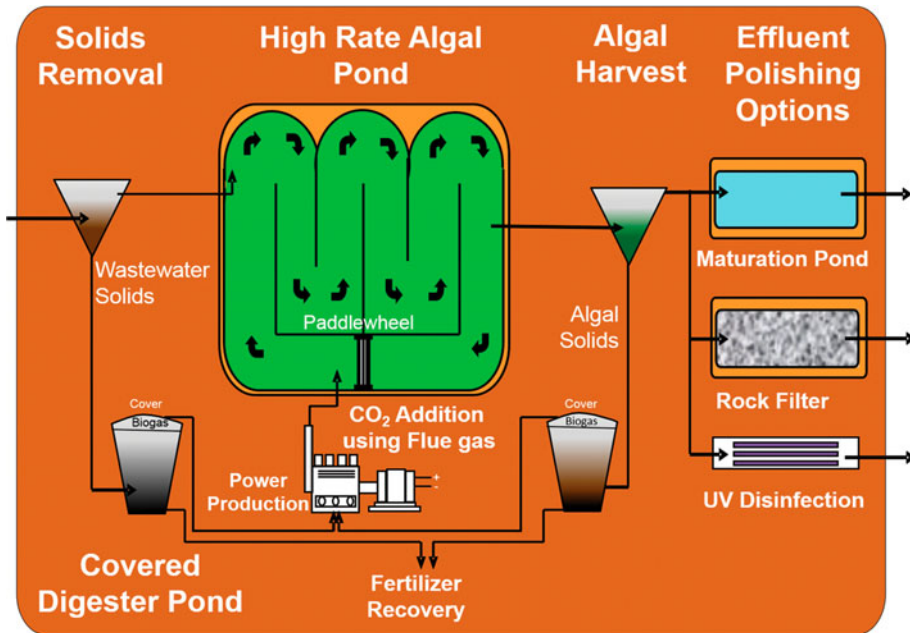 Solids
Removal
High Rate Algal
Pond
Algal
Harvest
Effluent
Polishing
Options
Wastewater
Solids
Paddlewheel
Algal
Solids
Maturation Pond
Rock Filter
UV Disinfection
CO₂ Addition
using Flue gas
Cover
Biogas
Cover
Biogas
Power
Production
+
-
Covered
Digester Pond
Fertilizer
Recovery